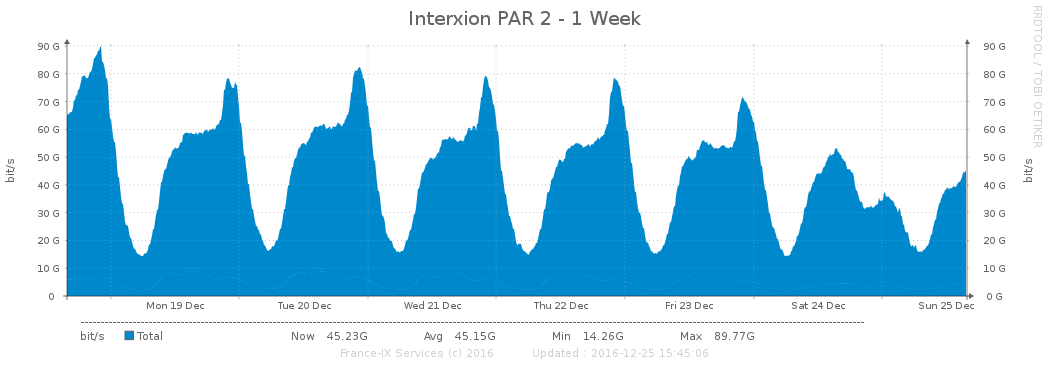 Interxion PAR 2 - 1 Week
RRDTOOL / TOBI OETIKER
90 G 90 G
80 G 80 G
70 G 70 G
60 G 60 G
50 G 50 G
40 G 40 G
30 G 30 G
20 G 20 G
10 G 10 G
0 0 G
bit/s
bit/s
Mon 19 Dec Tue 20 Dec Wed 21 Dec Thu 22 Dec Fri 23 Dec Sat 24 Dec Sun 25 Dec
bit/s Total Now 45.23G Avg 45.15G Min 14.26G Max 89.77G
France-IX Services (c) 2016 Updated : 2016-12-25 15:45:06